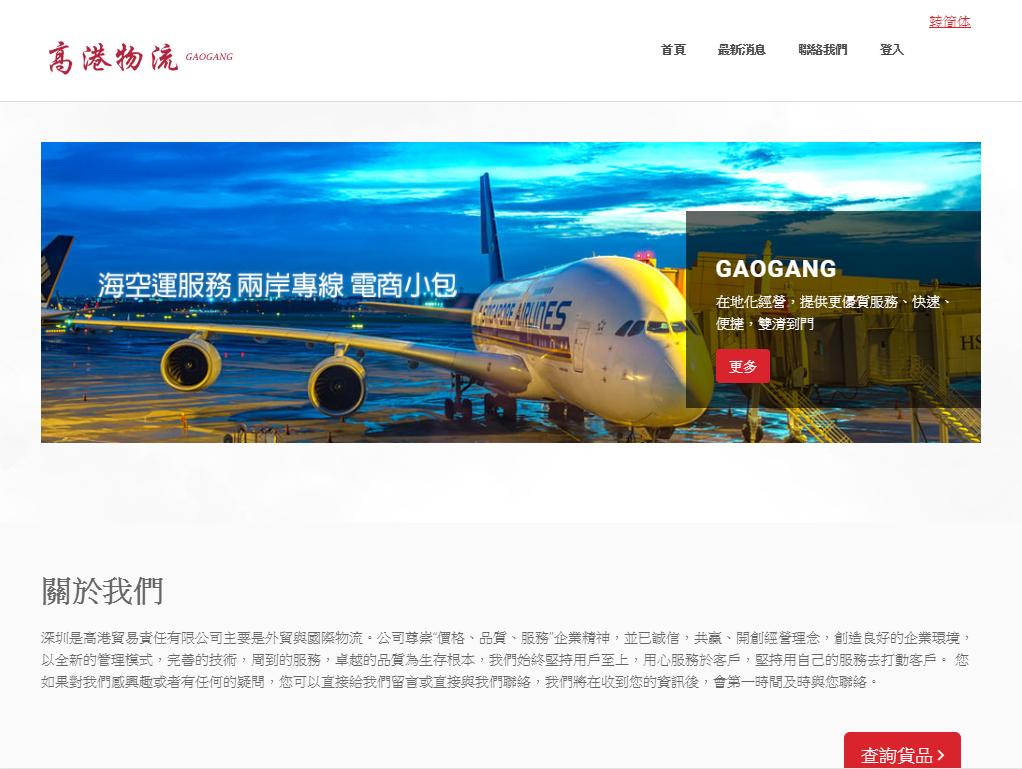 转简体
高港物流 GAOGANG
首頁 最新消息 聯絡我們 登入
海空運服務 兩岸專線 電商小包
SINGAPORE AIRLINES
GAOGANG
在地化經營，提供更優質服務、快速、
便捷，雙清到門
HS
更多
關於我們
深圳是高港貿易責任有限公司主要是外貿與國際物流。公司尊崇“價格、品質、服務”企業精神，並已誠信，共贏、開創經營理念，創造良好的企業環境，
以全新的管理模式，完善的技術，周到的服務，卓越的品質為生存根本，我們始終堅持用戶至上，用心服務於客戶，堅持用自己的服務去打動客戶。 您
如果對我們感興趣或者有任何的疑問，您可以直接給我們留言或直接與我們聯絡，我們將在收到您的資訊後，會第一時間及時與您聯絡。
查詢貨品 ›